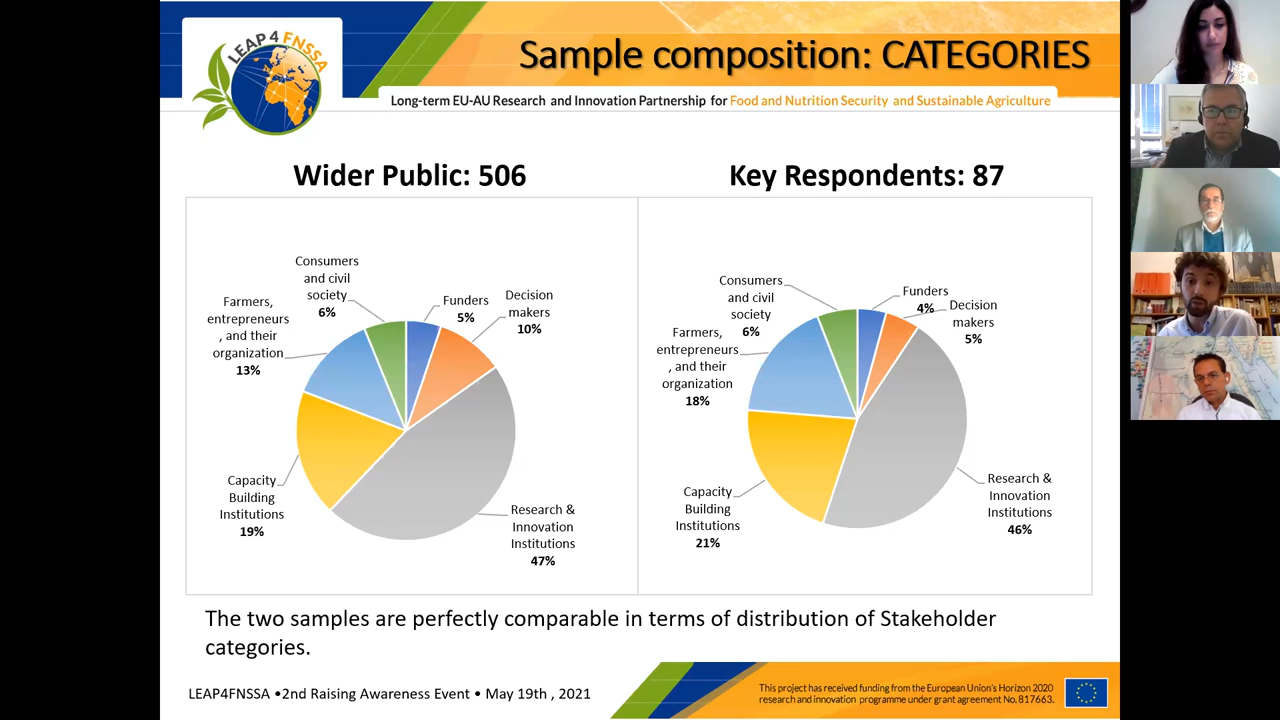 LEAP 4 FNSSA
Sample composition: CATEGORIES
Long-term EU-AU Research and Innovation Partnership for Food and Nutrition Security and Sustainable Agriculture
Wider Public: 506
Consumers
and civil
society
6%
Funders
5%
Decision
makers
10%
Farmers,
entrepreneurs
, and their
organization
13%
Capacity
Building
Institutions
19%
Research &
Innovation
Institutions
47%
Key Respondents: 87
Consumers
and civil
society
6%
Funders
4%
Decision
makers
5%
Farmers,
entrepreneurs
, and their
organization
18%
Capacity
Building
Institutions
21%
Research &
Innovation
Institutions
46%
The two samples are perfectly comparable in terms of distribution of Stakeholder
categories.
LEAP4FNSSA •2nd Raising Awareness Event • May 19th , 2021
This project has received funding from the European Union's Horizon 2020
research and innovation programme under grant agreement No. 817663.